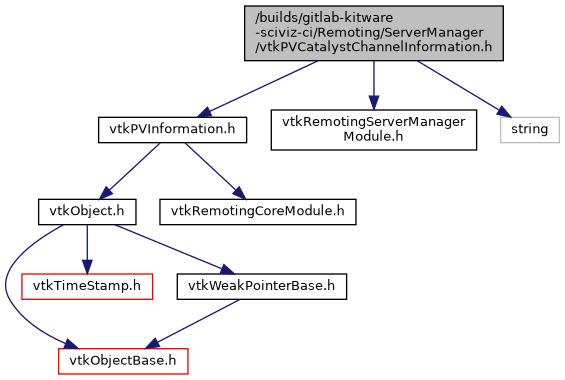 /builds/gitlab-kitware
-sciviz-ci/Remoting/ServerManager
/vtkPVCatalystChannelInformation.h
vtkPVInformation.h
vtkRemotingServerManager
Module.h
string
vtkObject.h
vtkRemotingCoreModule.h
vtkTimeStamp.h
vtkWeakPointerBase.h
vtkObjectBase.h